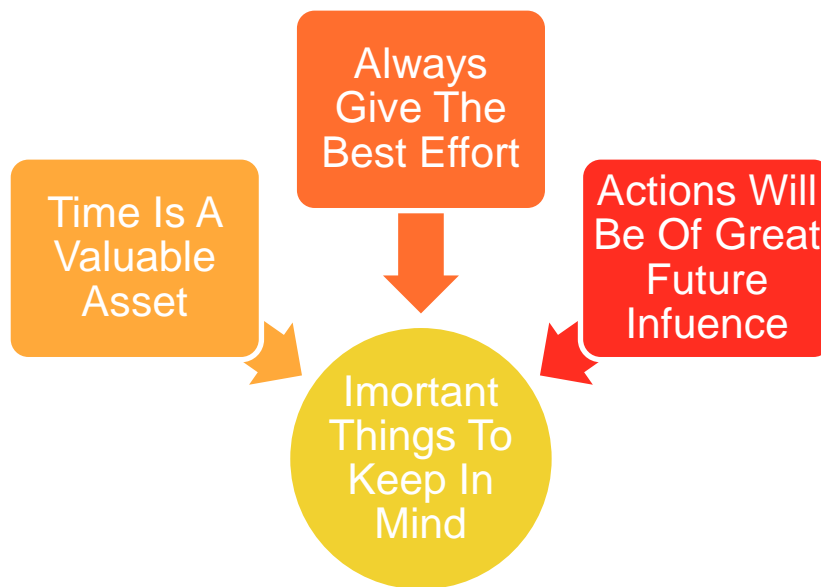 Always
Give The
Best Effort
Time Is A
Valuable
Asset
Actions Will
Be Of Great
Future
Infuence
Imortant
Things To
Keep In
Mind